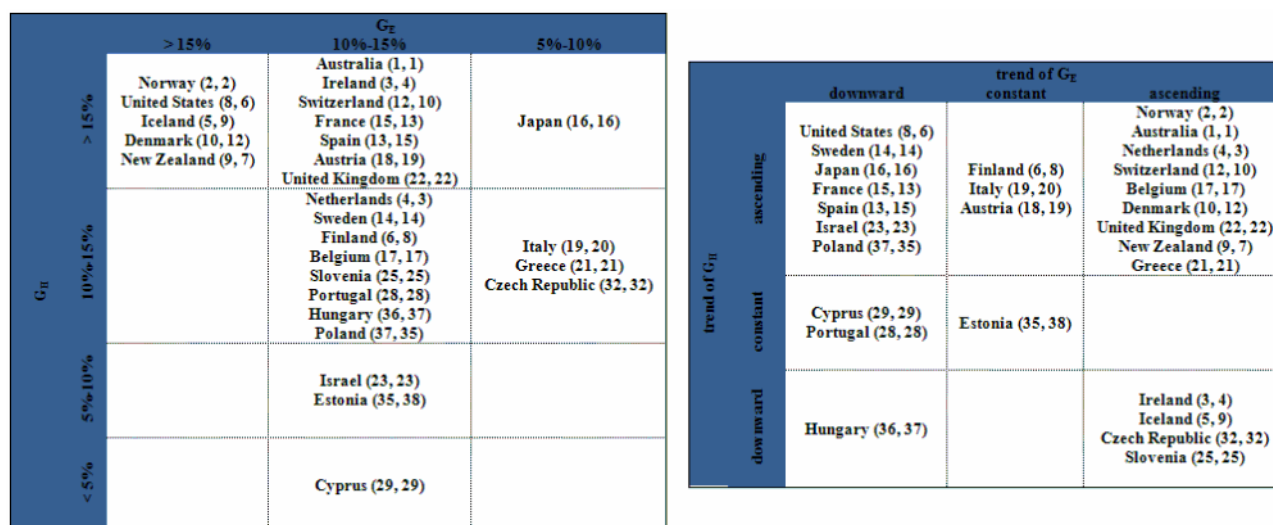 G_E
> 15%
10%-15%
5%-10%
G_H
> 15%
Norway (2, 2)
United States (8, 6)
Iceland (5, 9)
Denmark (10, 12)
New Zealand (9, 7)
Australia (1, 1)
Ireland (3, 4)
Switzerland (12, 10)
France (15, 13)
Spain (13, 15)
Austria (18, 19)
United Kingdom (22, 22)
Japan (16, 16)
10%-15%
Netherlands (4, 3)
Sweden (14, 14)
Finland (6, 8)
Belgium (17, 17)
Slovenia (25, 25)
Portugal (28, 28)
Hungary (36, 37)
Poland (37, 35)
Italy (19, 20)
Greece (21, 21)
Czech Republic (32, 32)
5%-10%
Israel (23, 23)
Estonia (35, 38)
< 5%
Cyprus (29, 29)
trend of G_E
downward
constant
ascending
trend of G_H
ascending
United States (8, 6)
Sweden (14, 14)
Japan (16, 16)
France (15, 13)
Spain (13, 15)
Israel (23, 23)
Poland (37, 35)
Finland (6, 8)
Italy (19, 20)
Austria (18, 19)
Norway (2, 2)
Australia (1, 1)
Netherlands (4, 3)
Switzerland (12, 10)
Belgium (17, 17)
Denmark (10, 12)
United Kingdom (22, 22)
New Zealand (9, 7)
Greece (21, 21)
constant
Cyprus (29, 29)
Portugal (28, 28)
Estonia (35, 38)
downward
Hungary (36, 37)
Ireland (3, 4)
Iceland (5, 9)
Czech Republic (32, 32)
Slovenia (25, 25)